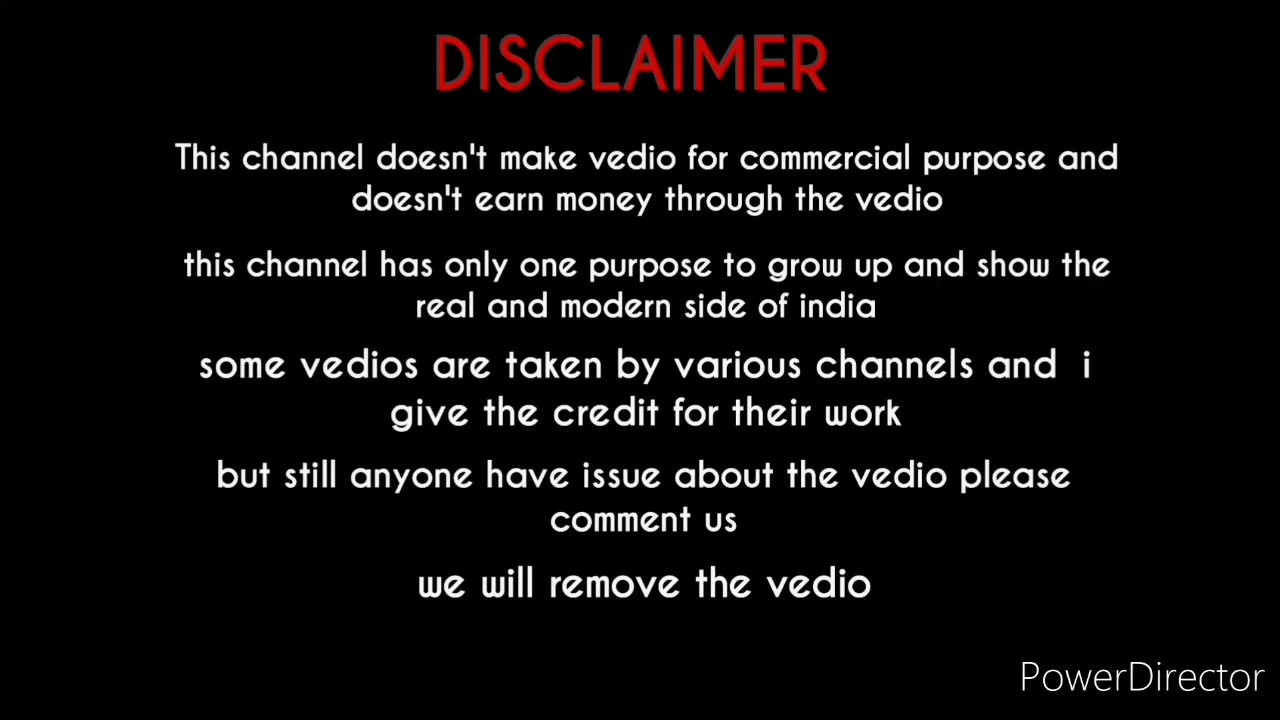 DISCLAIMER
This channel doesn't make vedio for commercial purpose and
doesn't earn money through the vedio
this channel has only one purpose to grow up and show the
real and modern side of india
some vedios are taken by various channels and i
give the credit for their work
but still anyone have issue about the vedio please
comment us
we will remove the vedio
PowerDirector